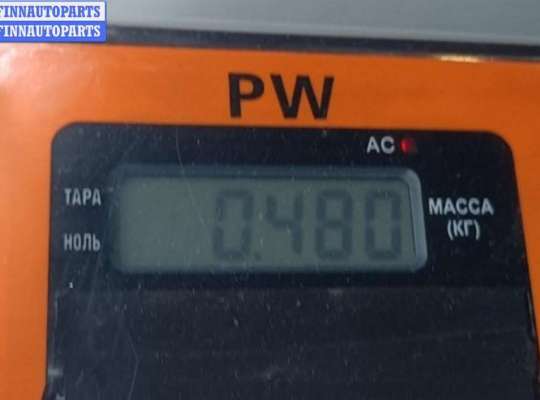 FINNAUTOPARTS
FINNAUTOPARTS
PW
AC
ТАРА
НОЛЬ
0.480
МАССА
(КГ)